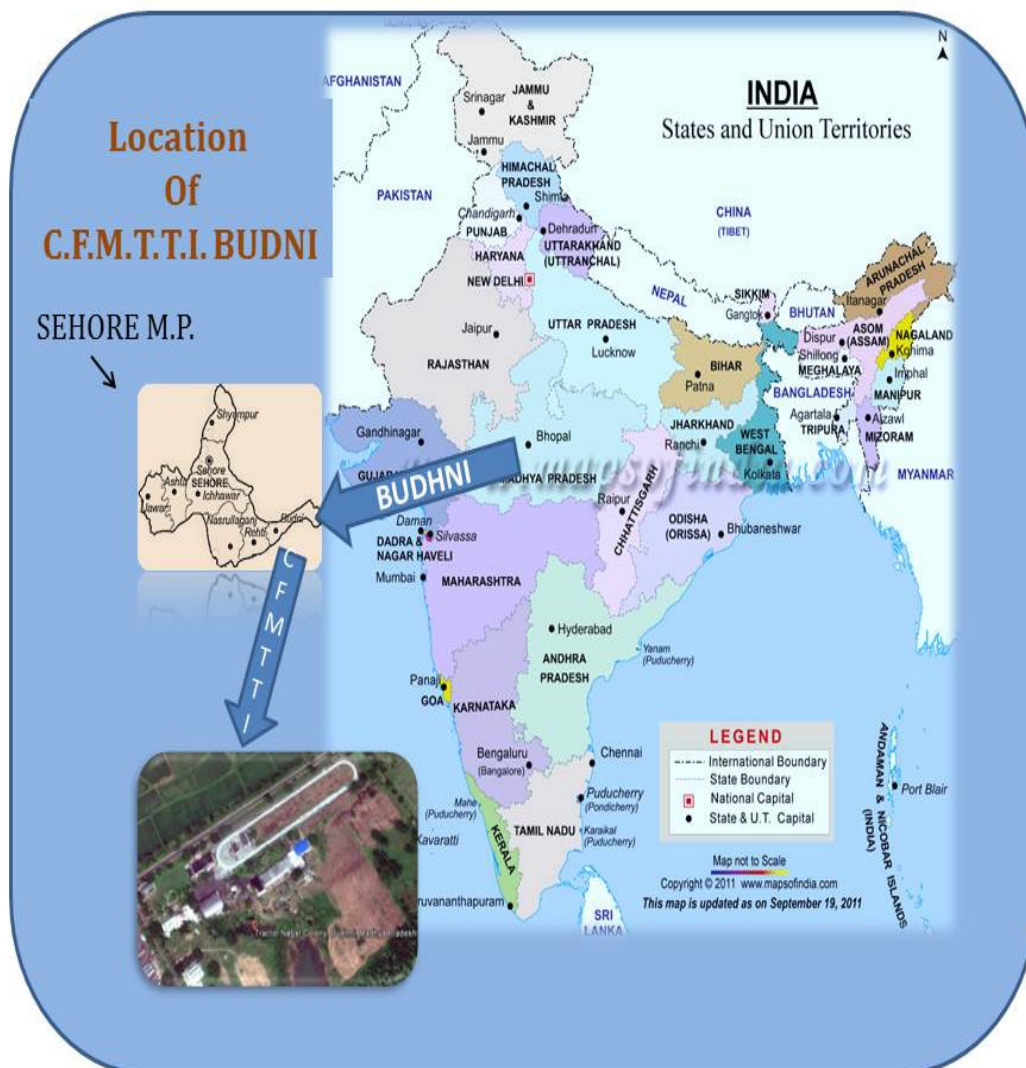 Location
Of
C.F.M.T.T.I. BUDNI
SEHORE M.P.
Shyampur
Sehore
SEHORE
Ashta
Ichhawar
Jawar
Nasrullaganj
Rehti
Budni
BUDHNI
CFMTTI
N
INDIA
States and Union Territories
AFGHANISTAN
JAMMU
&
KASHMIR
Srinagar
Jammu
HIMACHAL
PRADESH
Shimla
PAKISTAN
Chandigarh
PUNJAB
Dehradun
UTTARAKHAND
(UTTRANCHAL)
HARYANA
NEW DELHI
CHINA
(TIBET)
ARUNACHAL
PRADESH
Itanagar
NEPAL
SIKKIM
Gangtok
BHUTAN
Jaipur
RAJASTHAN
UTTAR PRADESH
Lucknow
Dispur
ASOM
(ASSAM)
NAGALAND
Kohima
Shillong
MEGHALAYA
BIHAR
Patna
Imphal
MANIPUR
BANGLADESH
Agartala
TRIPURA
Aizawl
MIZORAM
MYANMAR
Gandhinagar
Bhopal
JHARKHAND
Ranchi
WEST
BENGAL
Kolkata
mapsofindia.com
MADHYA PRADESH
Raipur
CHHATTISGARH
ODISHA
(ORISSA)
Bhubaneshwar
Daman
Silvassa
DADRA &
NAGAR HAVELI
Mumbai
MAHARASHTRA
Hyderabad
ANDHRA
PRADESH
Yanam
(Puducherry)
Panaji
GOA
KARNATAKA
Bengaluru
(Bangalore)
Chennai
Mahe
(Puducherry)
Puducherry
(Pondicherry)
Kavaratti
KERALA
TAMIL NADU
Karaikal
(Puducherry)
ruvananthapuram
SRI
LANKA
ANDAMAN & NICOBAR ISLANDS
(INDIA)
Port Blair
LEGEND
International Boundary
State Boundary
National Capital
State & U.T. Capital
Map not to Scale
Copyright © 2011 www.mapsofindia.com
This map is updated as on September 19, 2011